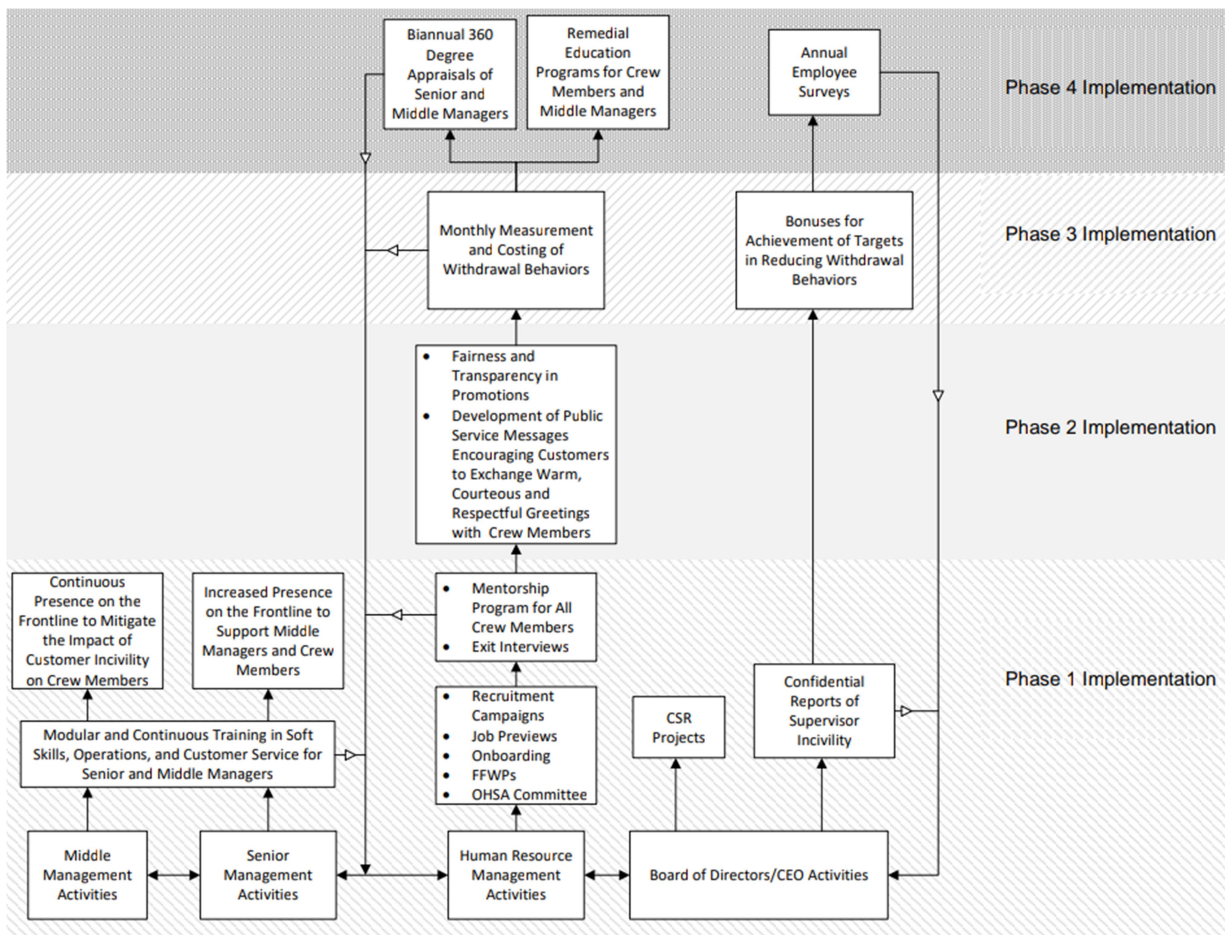 Biannual 360
Degree
Appraisals of
Senior and
Middle Managers
Remedial
Education
Programs for Crew
Members and
Middle Managers
Annual
Employee
Surveys
Phase 4 Implementation
Monthly Measurement
and Costing of
Withdrawal Behaviors
Bonuses for
Achievement of Targets
in Reducing Withdrawal
Behaviors
Phase 3 Implementation
• Fairness and
Transparency in
Promotions
• Development of Public
Service Messages
Encouraging Customers
to Exchange Warm,
Courteous and
Respectful Greetings
with Crew Members
Phase 2 Implementation
Continuous
Presence on the
Frontline to Mitigate
the Impact of
Customer Incivility
on Crew Members
Increased Presence
on the Frontline to
Support Middle
Managers and Crew
Members
• Mentorship
Program for All
Crew Members
• Exit Interviews
Phase 1 Implementation
Modular and Continuous Training in Soft
Skills, Operations, and Customer Service for
Senior and Middle Managers
• Recruitment
Campaigns
• Job Previews
• Onboarding
• FFWPs
• OHSA Committee
CSR
Projects
Confidential
Reports of
Supervisor
Incivility
Middle
Management
Activities
Senior
Management
Activities
Human Resource
Management
Activities
Board of Directors/CEO Activities